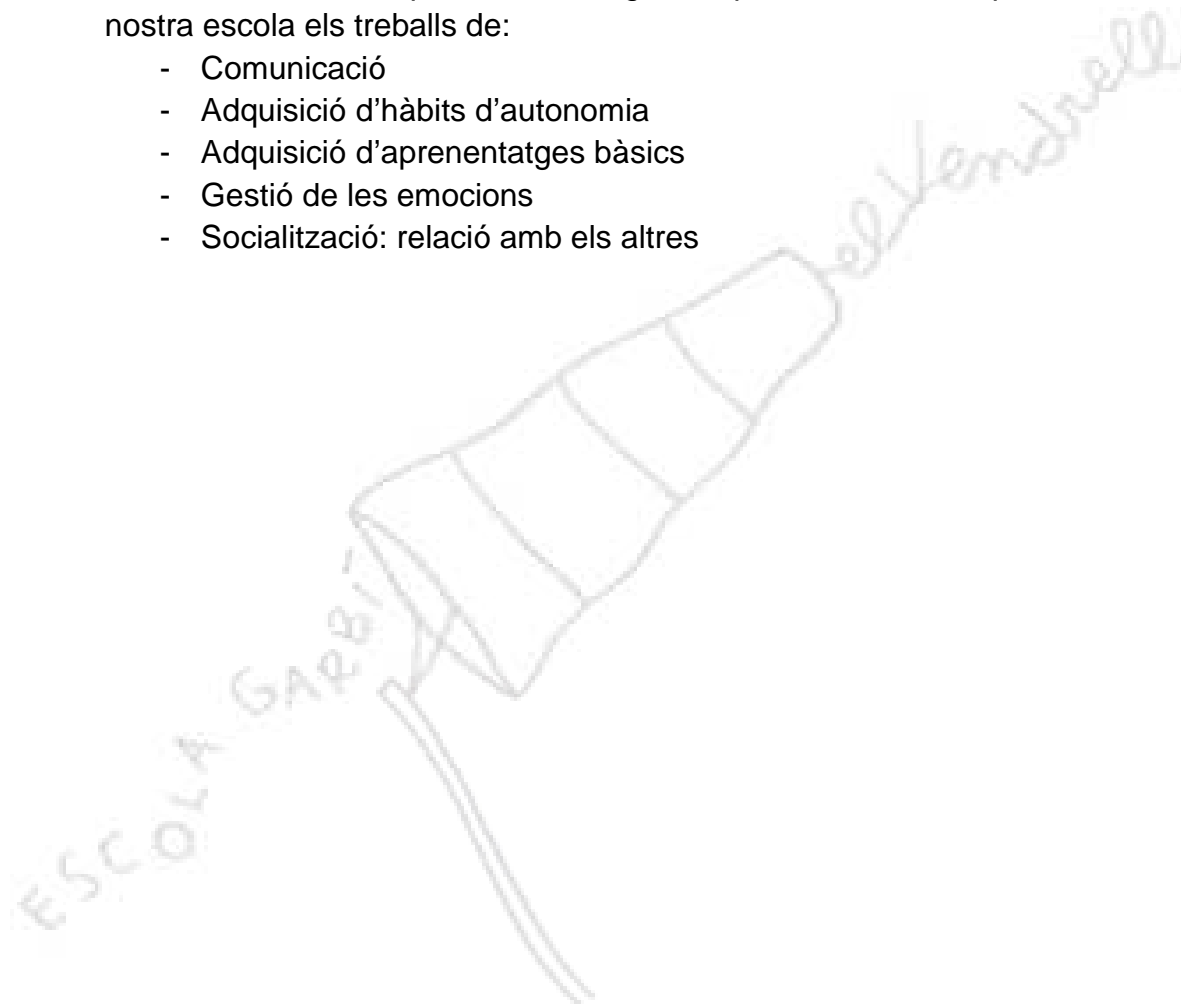 nostra escola els treballs de:
- Comunicació
- Adquisició d'hàbits d'autonomia
- Adquisició d'aprenentatges bàsics
- Gestió de les emocions
- Socialització: relació amb els altres
el Vendrell
ESCOLA GARBÍ